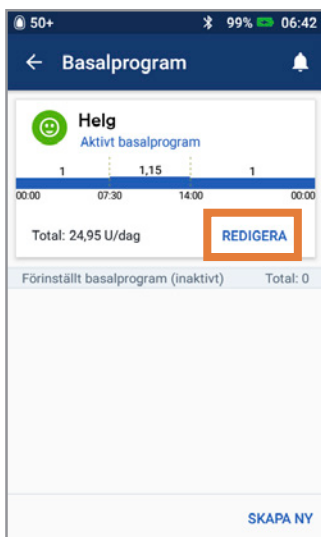 50+ 99% 06:42
Basalprogram
Helg
Aktivt basalprogram
1 1,15 1
00:00 07:30 14:00 00:00
Total: 24,95 U/dag REDIGERA
Förinställt basalprogram (inaktivt) Total: 0
SKAPA NY